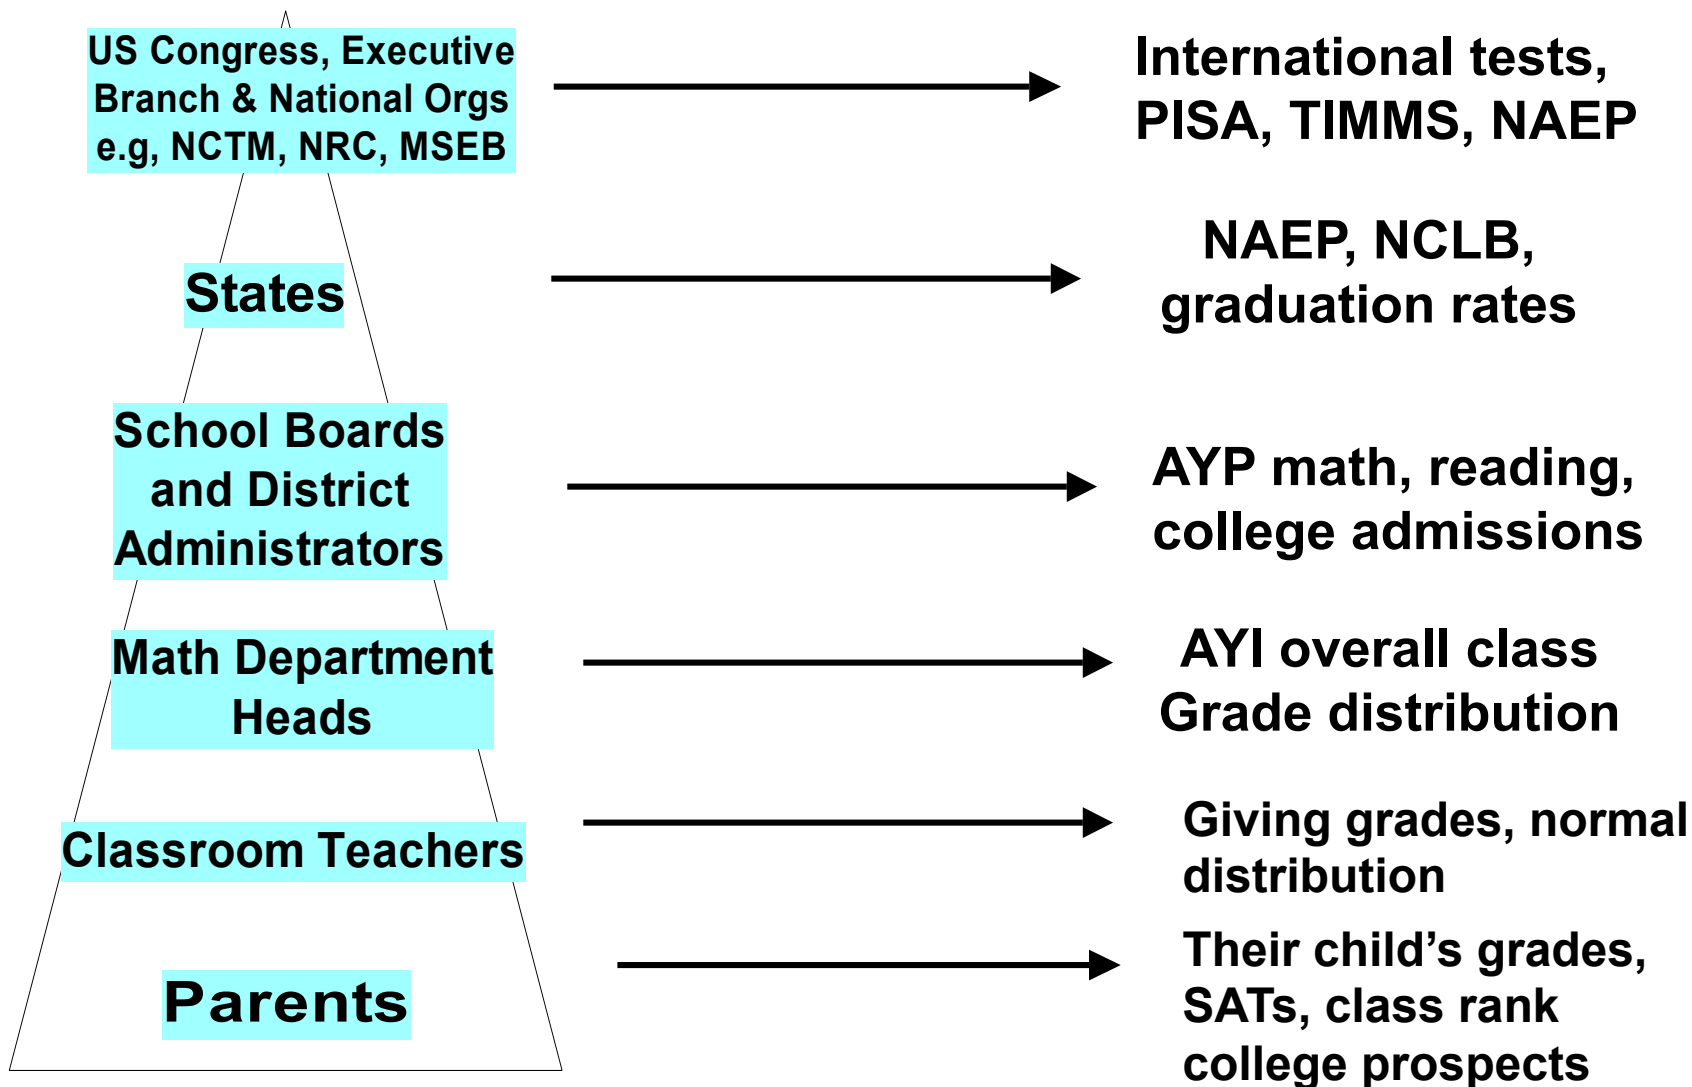 US Congress, Executive
Branch & National Orgs
e.g, NCTM, NRC, MSEB
International tests,
PISA, TIMMS, NAEP
States
NAEP, NCLB,
graduation rates
School Boards
and District
Administrators
AYP math, reading,
college admissions
Math Department
Heads
AYI overall class
Grade distribution
Classroom Teachers
Giving grades, normal
distribution
Parents
Their child’s grades,
SATs, class rank
college prospects